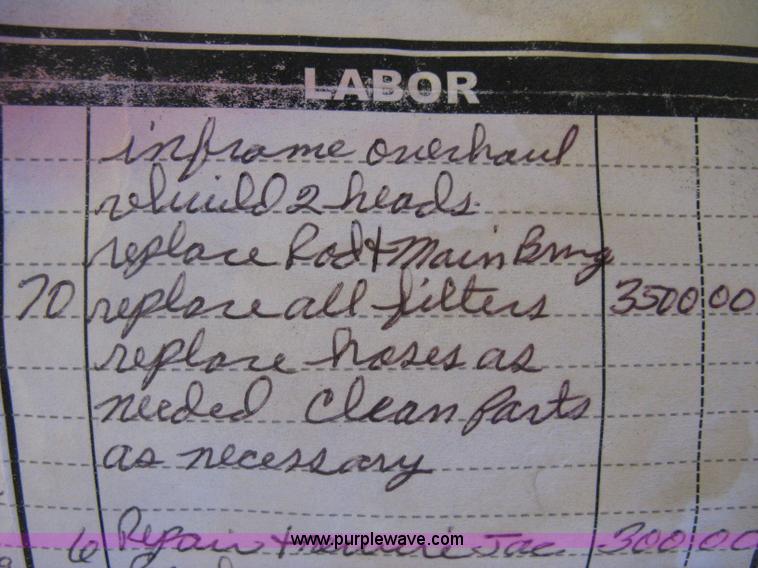 LABOR
inframe overhaul
rebuild 2 heads.
replace Rod & Main Brng
70 replace all filters 3500 00
replace hoses as
needed Clean Parts
as necessary
6 Repair Jac 300 00
www.purplewave.com